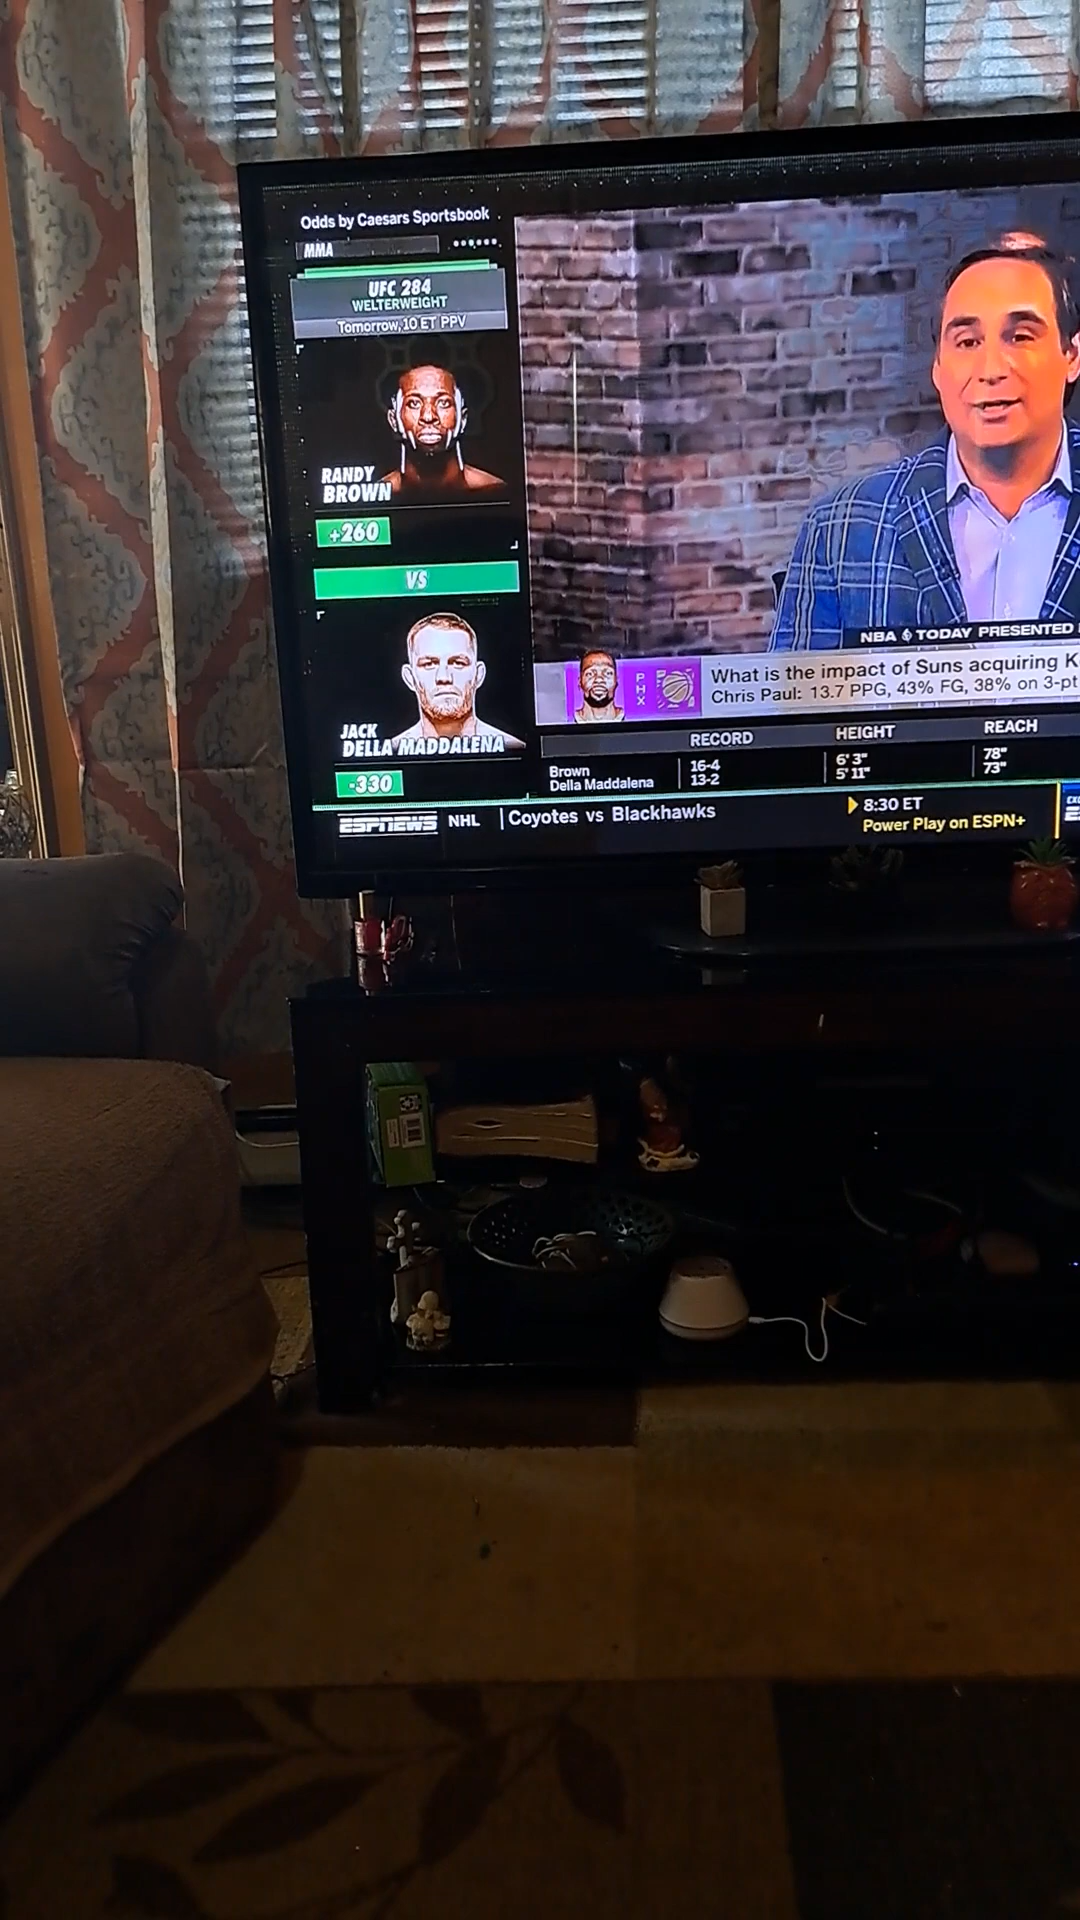 Odds by Caesars Sportsbook
MMA
UFC 284
WELTERWEIGHT
Tomorrow, 10 ET PPV
RANDY
BROWN
+260
VS
JACK
DELLA MADDALENA
-330
NBA TODAY PRESENTED
PHX
What is the impact of Suns acquiring K
Chris Paul: 13.7 PPG, 43% FG, 38% on 3-pt
RECORD HEIGHT REACH
Brown 16-4 6' 3" 78"
Della Maddalena 13-2 5' 11" 73"
ESPNEWS NHL Coyotes vs Blackhawks 8:30 ET
Power Play on ESPN+